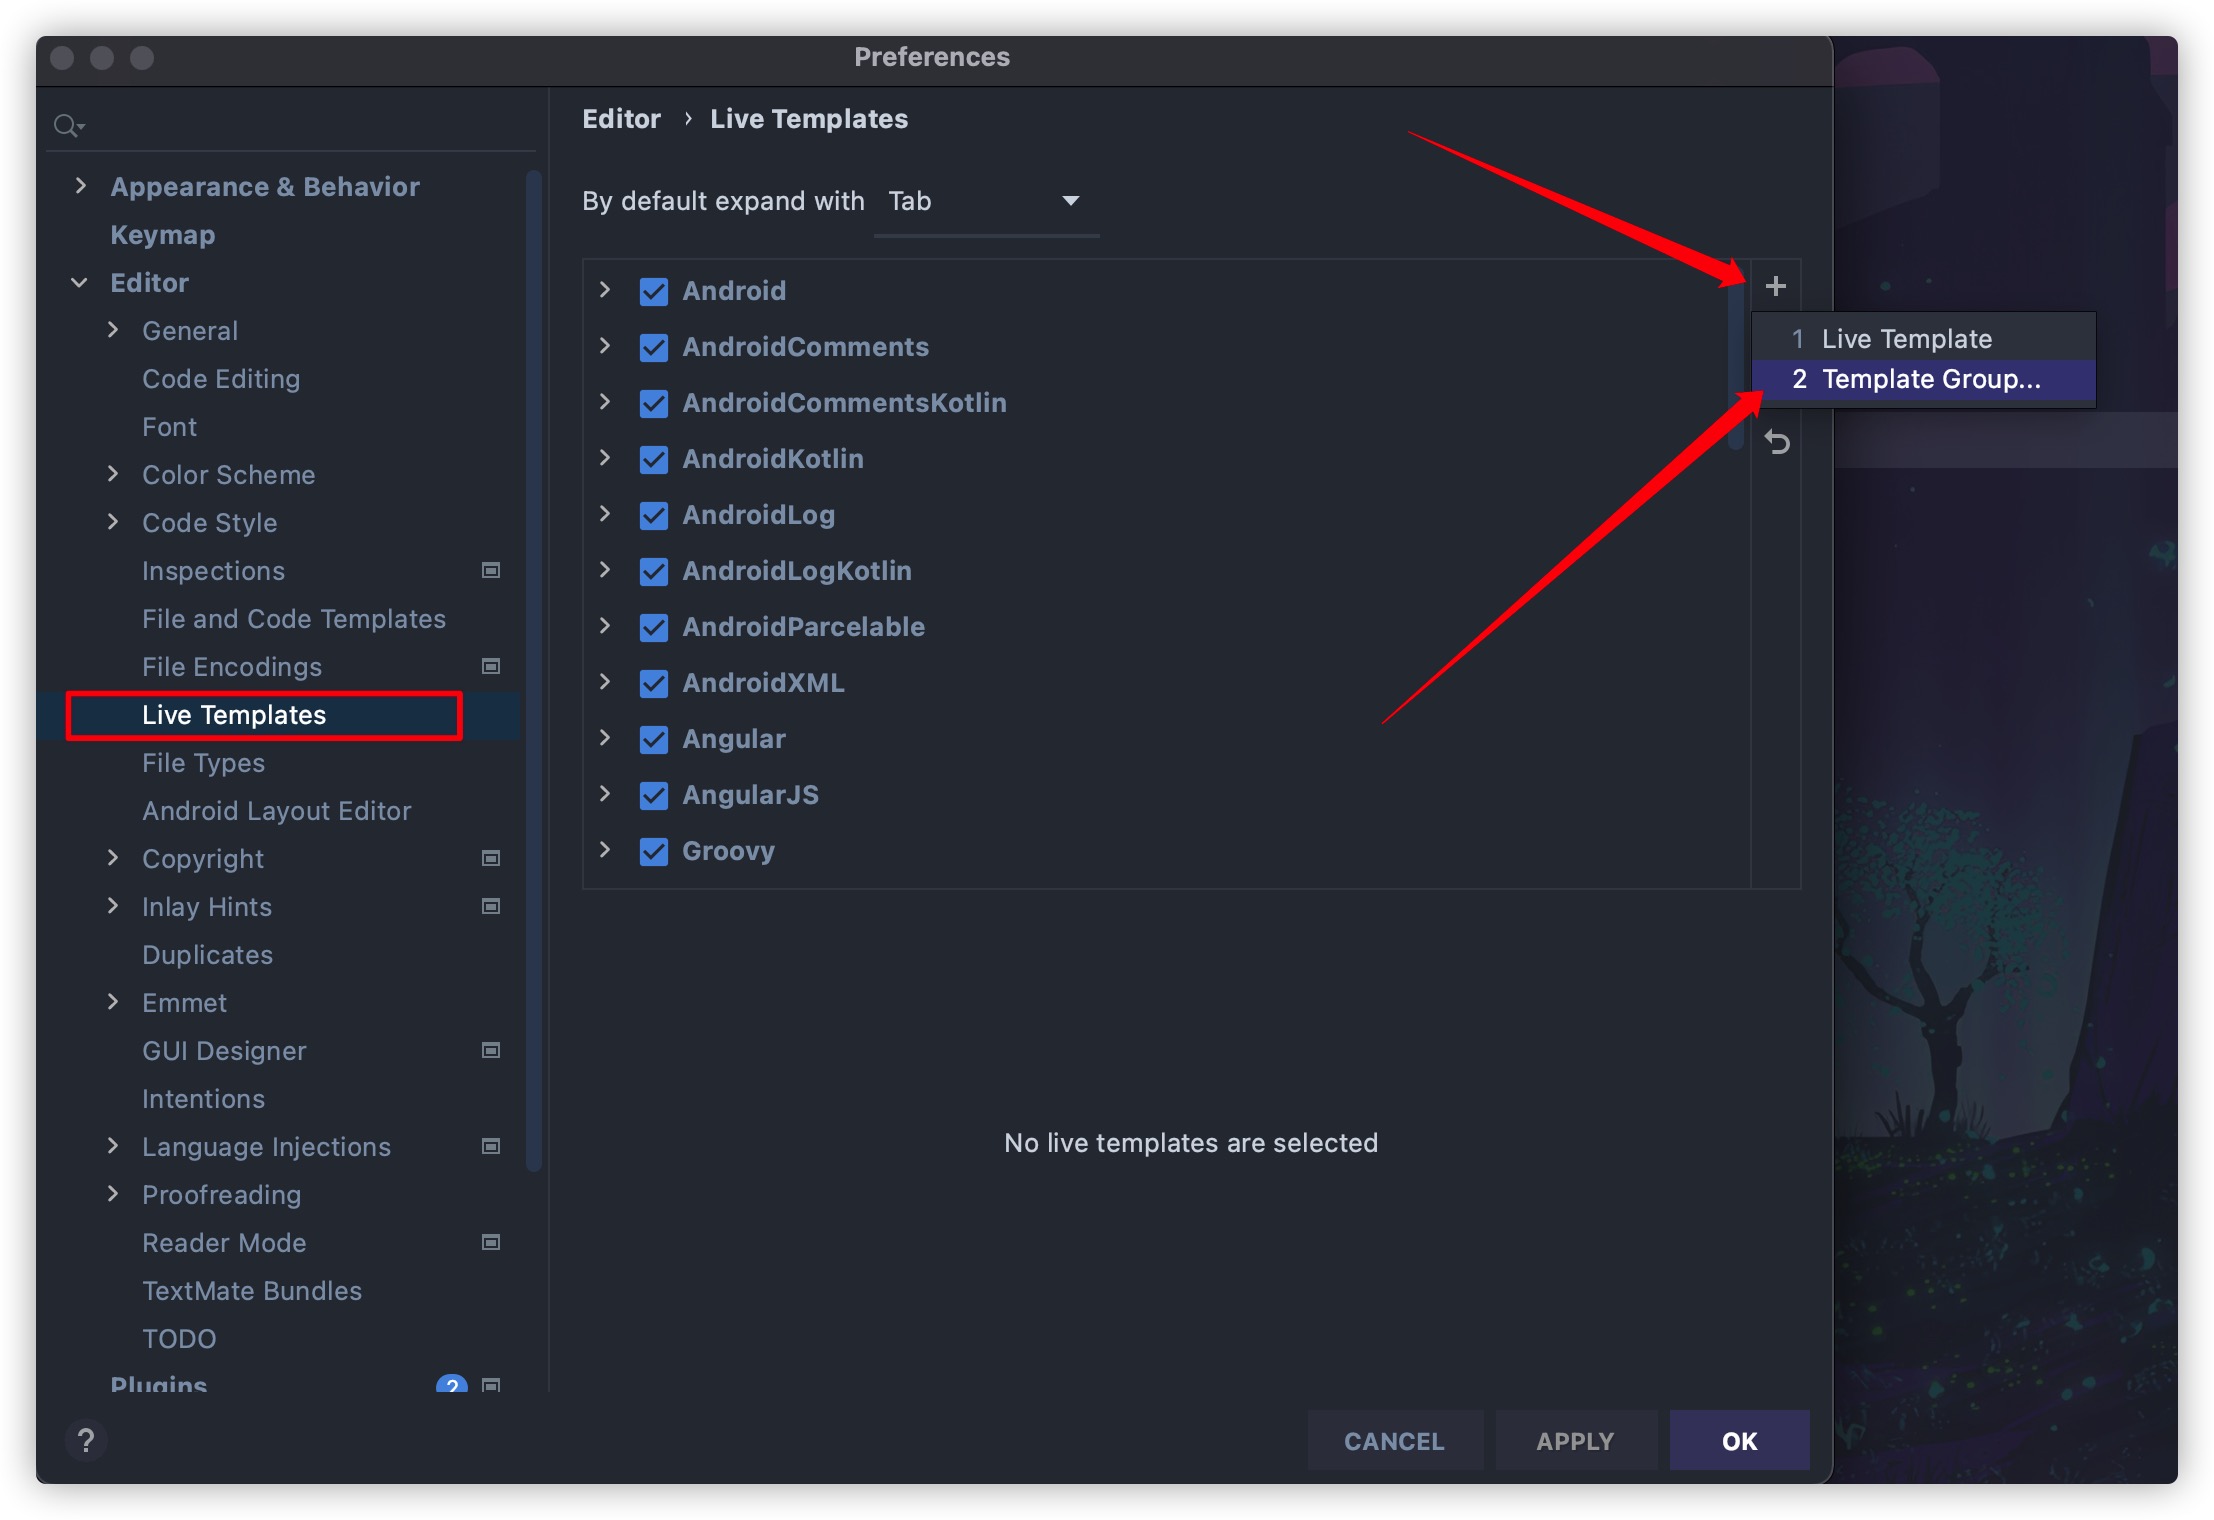 Preferences
Appearance & Behavior
Keymap
Editor
General
Code Editing
Font
Color Scheme
Code Style
Inspections
File and Code Templates
File Encodings
Live Templates
File Types
Android Layout Editor
Copyright
Inlay Hints
Duplicates
Emmet
GUI Designer
Intentions
Language Injections
Proofreading
Reader Mode
TextMate Bundles
TODO
Plugins 2
?
Editor › Live Templates
By default expand with Tab
Android
AndroidComments
AndroidCommentsKotlin
AndroidKotlin
AndroidLog
AndroidLogKotlin
AndroidParcelable
AndroidXML
Angular
AngularJS
Groovy
1 Live Template
2 Template Group...
No live templates are selected
CANCEL
APPLY
OK